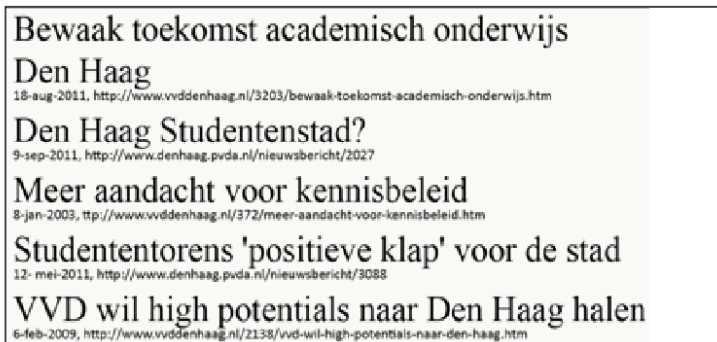 Bewaak toekomst academisch onderwijs
Den Haag
18-aug-2011, http://www.vvddenhaag.nl/3203/bewaak-toekomst-academisch-onderwijs.htm
Den Haag Studentenstad?
9-sep-2011, http://www.denhaag.pvda.nl/nieuwsbericht/2027
Meer aandacht voor kennisbeleid
8-jan-2003, ttp://www.vvddenhaag.nl/372/meer-aandacht-voor-kennisbeleid.htm
Studententorens 'positieve klap' voor de stad
12- mei-2011, http://www.denhaag.pvda.nl/nieuwsbericht/3088
VVD wil high potentials naar Den Haag halen
6-feb-2009, http://www.vvddenhaag.nl/2138/vvd-wil-high-potentials-naar-den-haag.htm